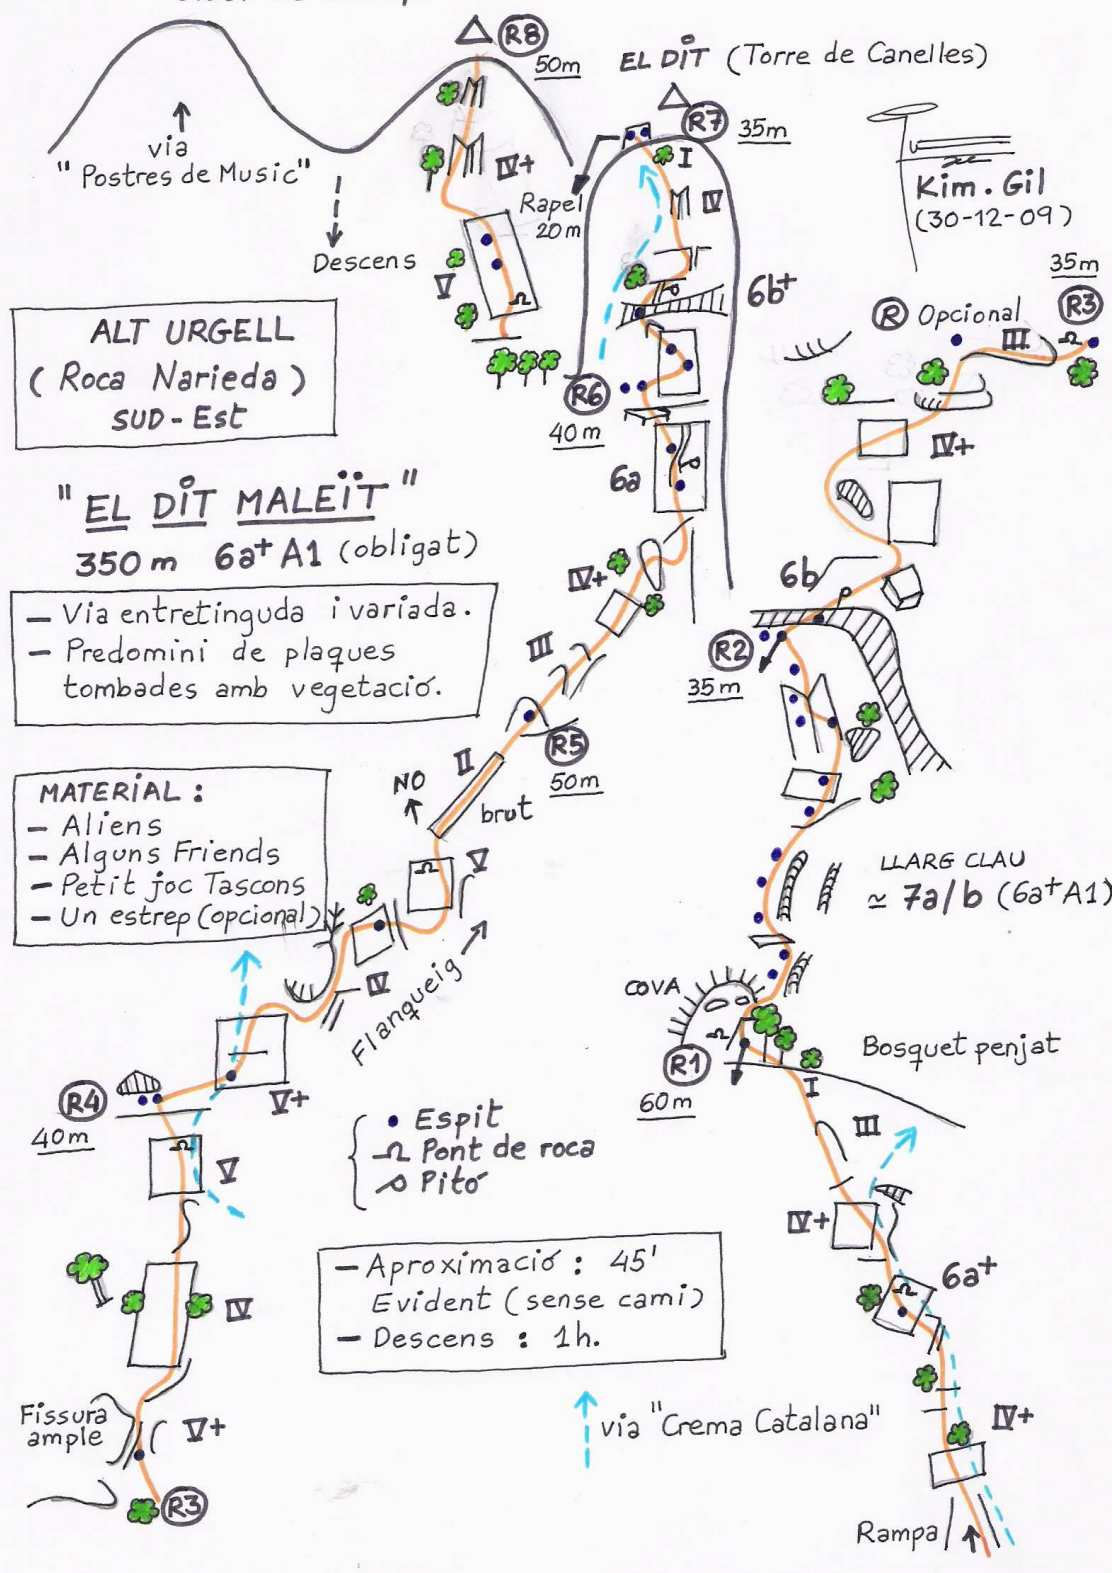 R8
50m
EL DIT (Torre de Canelles)
R7
35m
via
"Postres de Music"
IV+
I
IV
Rapel
20m
Kim. Gil
(30-12-09)
Descens
V
6b+
35m
R3
R Opcional
III
ALT URGELL
(Roca Narieda)
SUD-Est
R6
40m
IV+
6a
"EL DIT MALEÏT"
350m 6a+ A1 (obligat)
IV+
6b
— Via entretinguda i variada.
— Predomini de plaques
tombades amb vegetació.
III
R2
35m
R5
50m
II
NO
brut
MATERIAL :
— Aliens
— Alguns Friends
— Petit joc Tascons
— Un estrep (opcional)
V
LLARG CLAU
≃ 7a/b (6a+ A1)
IV
Flanqueig
COVA
R1
60m
Bosquet penjat
I
R4
40m
V+
Espit
Pont de roca
Pitó
III
V
IV+
6a+
IV
— Aproximació : 45'
Evident (sense cami)
— Descens : 1h.
Fissura
ample
V+
via "Crema Catalana"
IV+
R3
Rampa